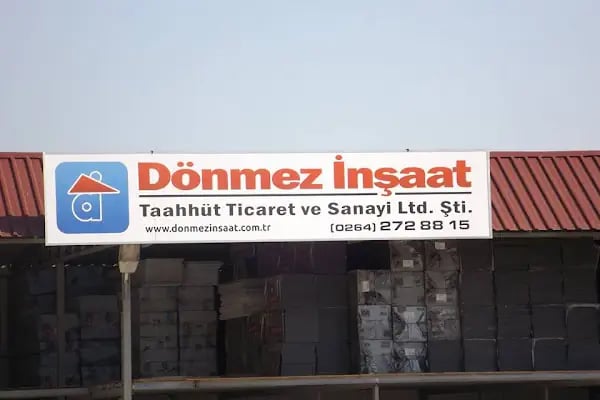 Dönmez İnşaat
Taahhüt Ticaret ve Sanayi Ltd. Şti.
www.donmezinsaat.com.tr (0264) 272 88 15